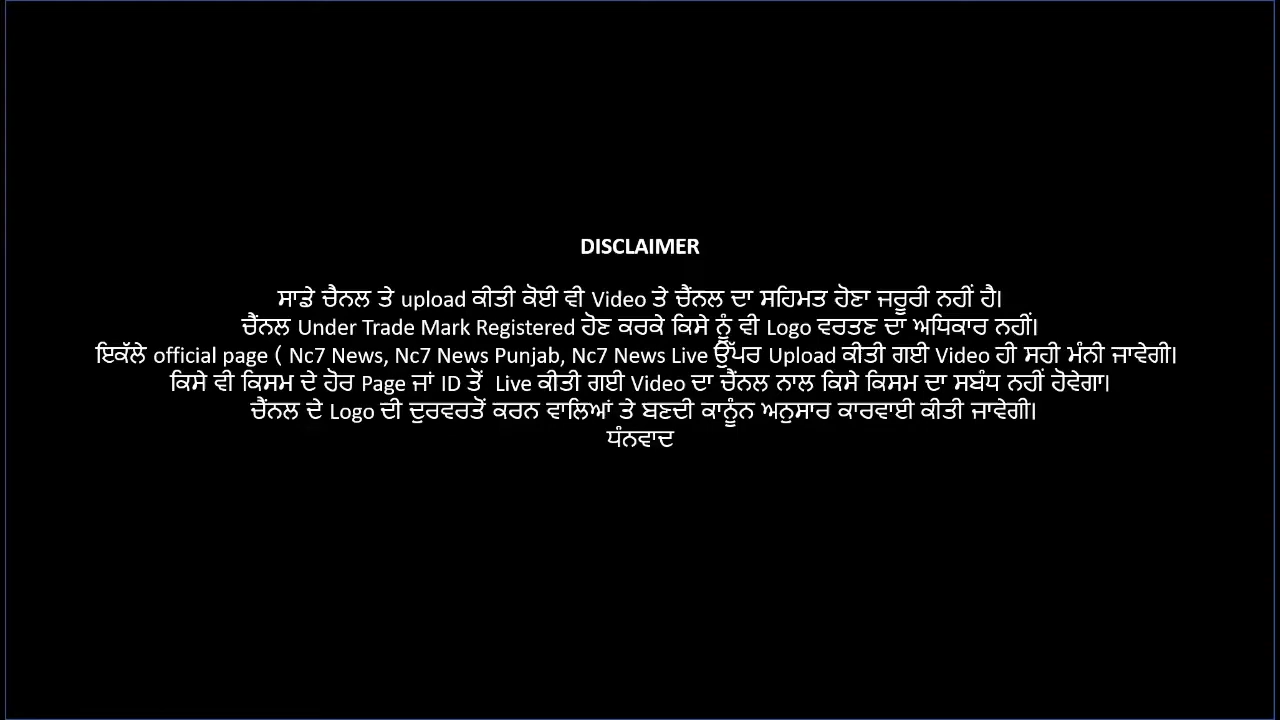 DISCLAIMER
ਸਾਡੇ ਚੈਨਲ ਤੇ upload ਕੀਤੀ ਕੋਈ ਵੀ Video ਤੇ ਚੈਂਨਲ ਦਾ ਸਹਿਮਤ ਹੋਣਾ ਜਰੂਰੀ ਨਹੀਂ ਹੈ।
ਚੈਂਨਲ Under Trade Mark Registered ਹੋਣ ਕਰਕੇ ਕਿਸੇ ਨੂੰ ਵੀ Logo ਵਰਤਣ ਦਾ ਅਧਿਕਾਰ ਨਹੀਂ।
ਇਕੱਲੇ official page ( Nc7 News, Nc7 News Punjab, Nc7 News Live ਉੱਪਰ Upload ਕੀਤੀ ਗਈ Video ਹੀ ਸਹੀ ਮੰਨੀ ਜਾਵੇਗੀ।
ਕਿਸੇ ਵੀ ਕਿਸਮ ਦੇ ਹੋਰ Page ਜਾਂ ID ਤੋਂ  Live ਕੀਤੀ ਗਈ Video ਦਾ ਚੈਂਨਲ ਨਾਲ ਕਿਸੇ ਕਿਸਮ ਦਾ ਸਬੰਧ ਨਹੀਂ ਹੋਵੇਗਾ।
ਚੈਂਨਲ ਦੇ Logo ਦੀ ਦੁਰਵਰਤੋਂ ਕਰਨ ਵਾਲਿਆਂ ਤੇ ਬਣਦੀ ਕਾਨੂੰਨ ਅਨੁਸਾਰ ਕਾਰਵਾਈ ਕੀਤੀ ਜਾਵੇਗੀ।
ਧੰਨਵਾਦ